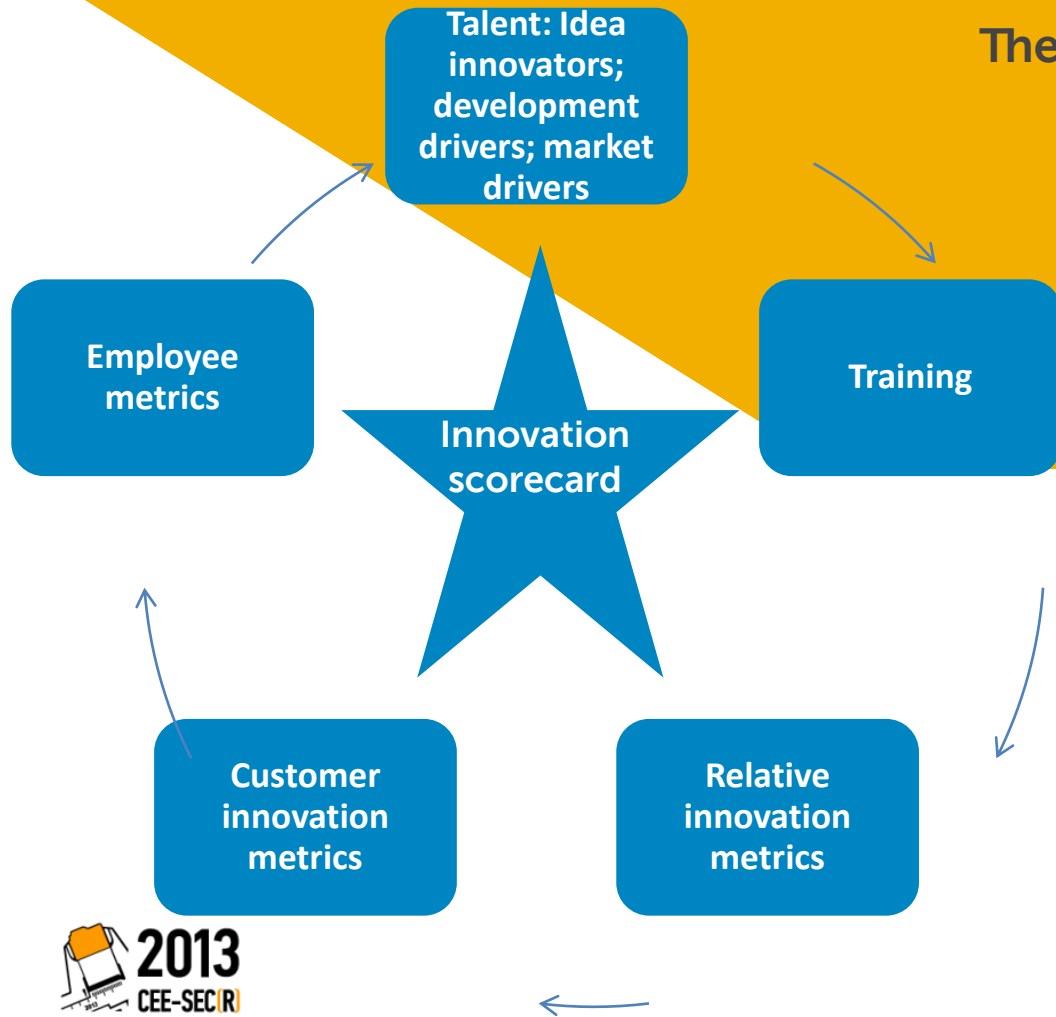 The
Talent: Idea
innovators;
development
drivers; market
drivers
Employee
metrics
Training
Innovation
scorecard
Customer
innovation
metrics
Relative
innovation
metrics
2013
CEE-SEC(R)